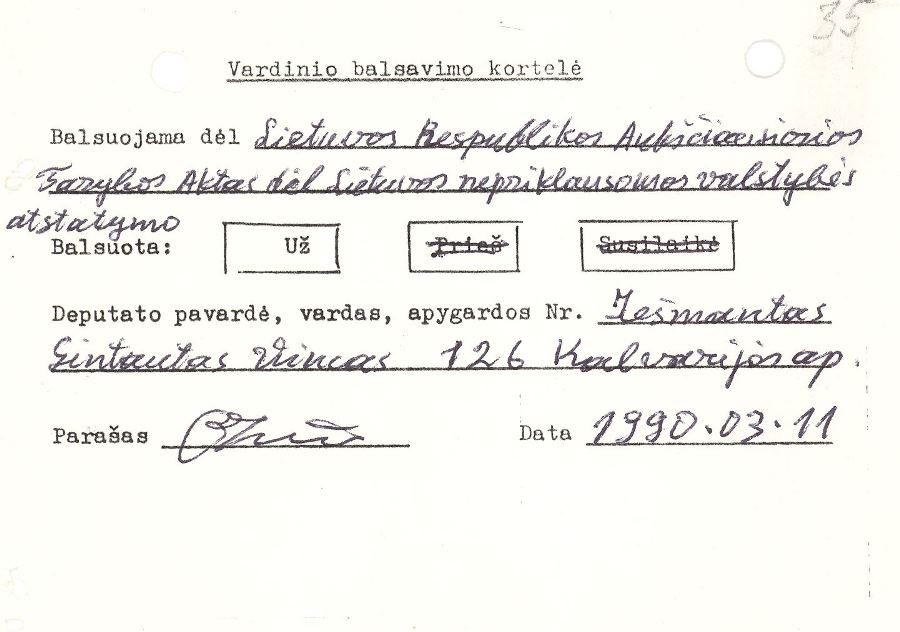 35
Vardinio balsavimo kortelė
Balsuojama dėl Lietuvos Respublikos Aukščiausiosios
Tarybos Aktas dėl Lietuvos nepriklausomos valstybės
atstatymo
Balsuota: Už Prieš Susilaikė
Deputato pavardė, vardas, apygardos Nr. Iešmantas
Gintautas Vincas 126 Kalvarijos ap.
Parašas Data 1990.03.11